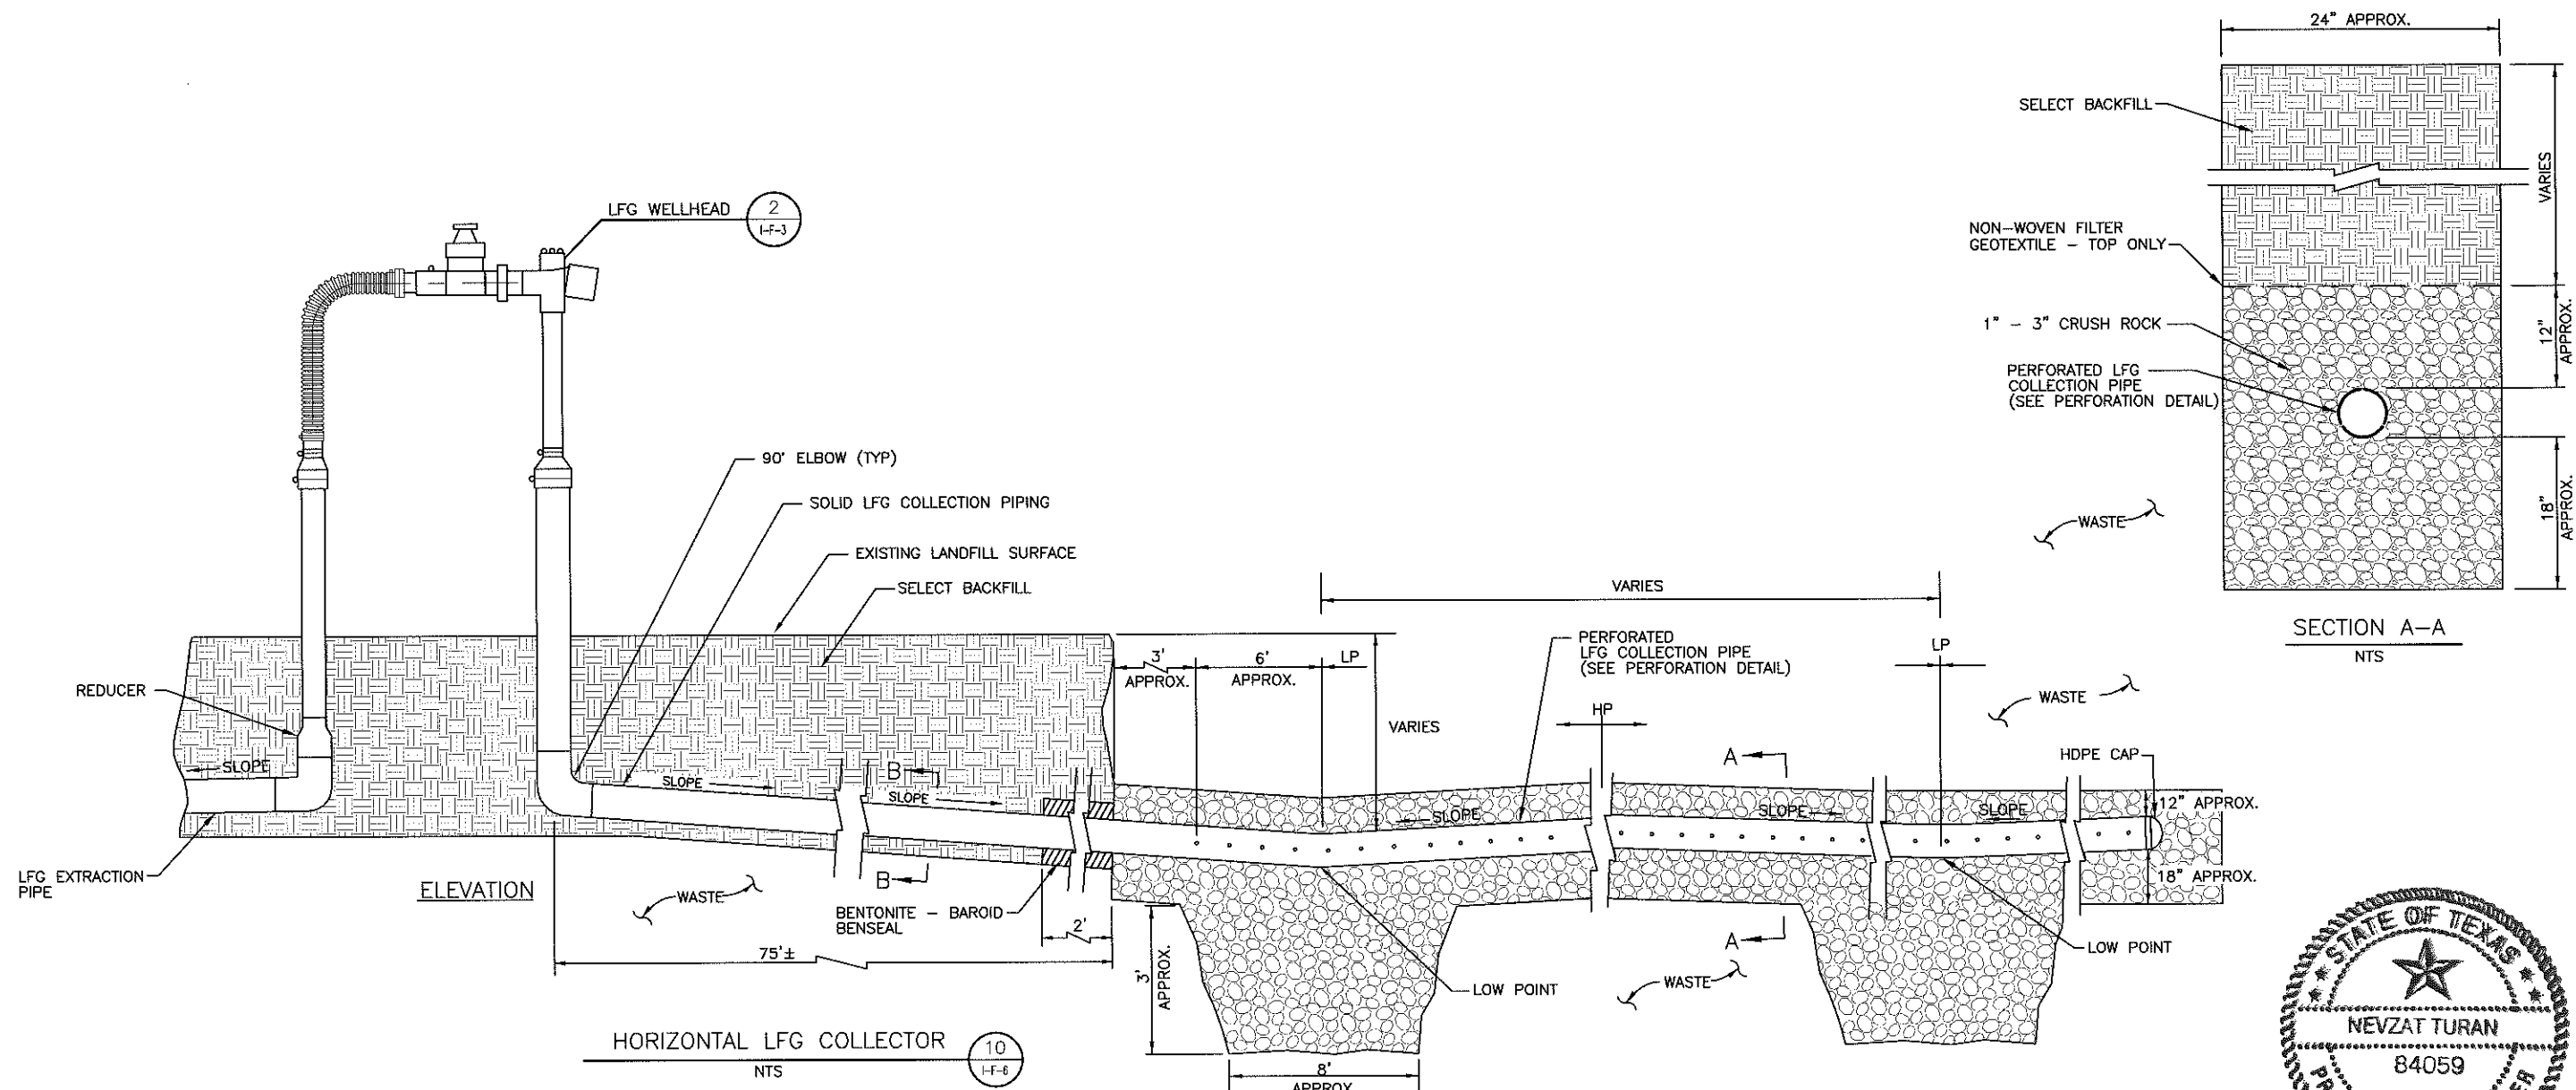 24" APPROX.
SELECT BACKFILL
VARIES
NON-WOVEN FILTER
GEOTEXTILE - TOP ONLY
1" - 3" CRUSH ROCK
12"
APPROX.
PERFORATED LFG
COLLECTION PIPE
(SEE PERFORATION DETAIL)
18"
APPROX.
WASTE
SECTION A-A
NTS
LFG WELLHEAD
2
I-F-3
90' ELBOW (TYP)
SOLID LFG COLLECTION PIPING
EXISTING LANDFILL SURFACE
SELECT BACKFILL
REDUCER
SLOPE
LFG EXTRACTION
PIPE
ELEVATION
SLOPE
SLOPE
B
B
WASTE
BENTONITE - BAROID
BENSEAL
2'
75'±
3'
APPROX.
6'
APPROX.
LP
VARIES
VARIES
PERFORATED
LFG COLLECTION PIPE
(SEE PERFORATION DETAIL)
HP
LP
WASTE
HDPE CAP
A
A
SLOPE
SLOPE
SLOPE
12" APPROX.
18" APPROX.
LOW POINT
LOW POINT
WASTE
3'
APPROX.
8'
APPROX.
HORIZONTAL LFG COLLECTOR
NTS
10
I-F-6
STATE OF TEXAS
NEVZAT TURAN
84059